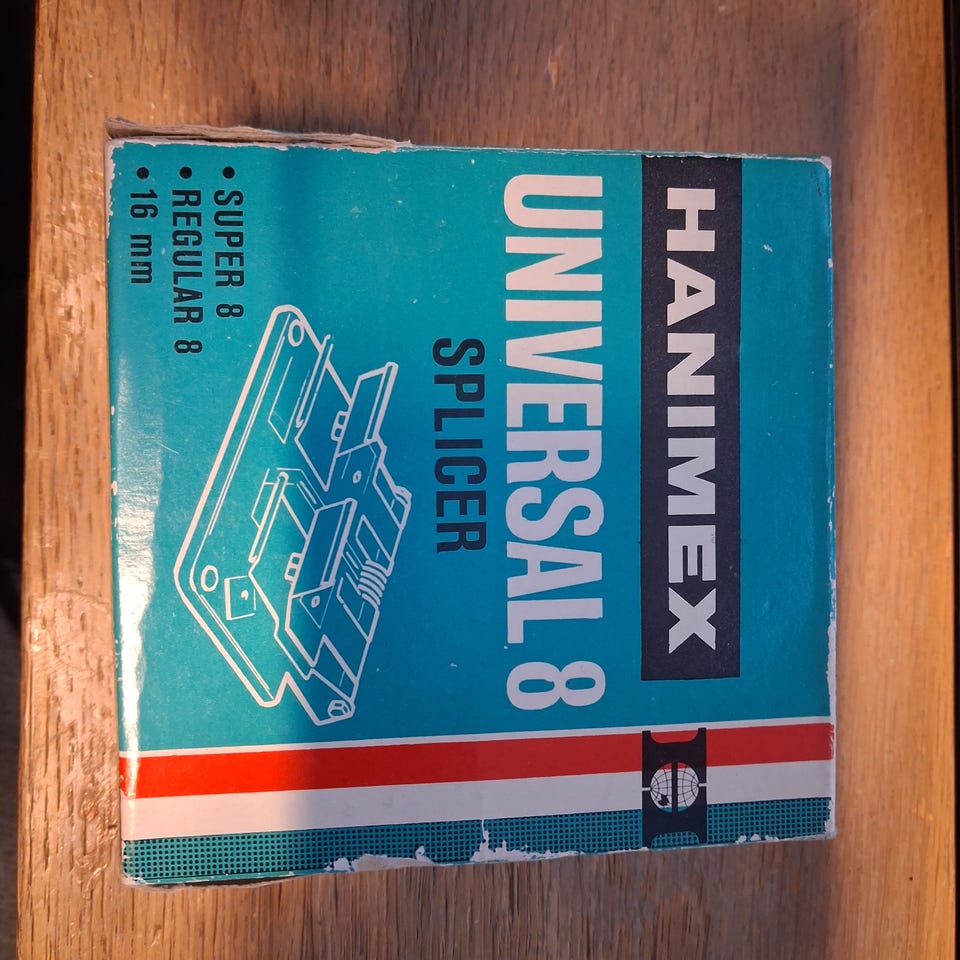 HANIMEX
UNIVERSAL 8
SPLICER
• SUPER 8
• REGULAR 8
• 16 mm